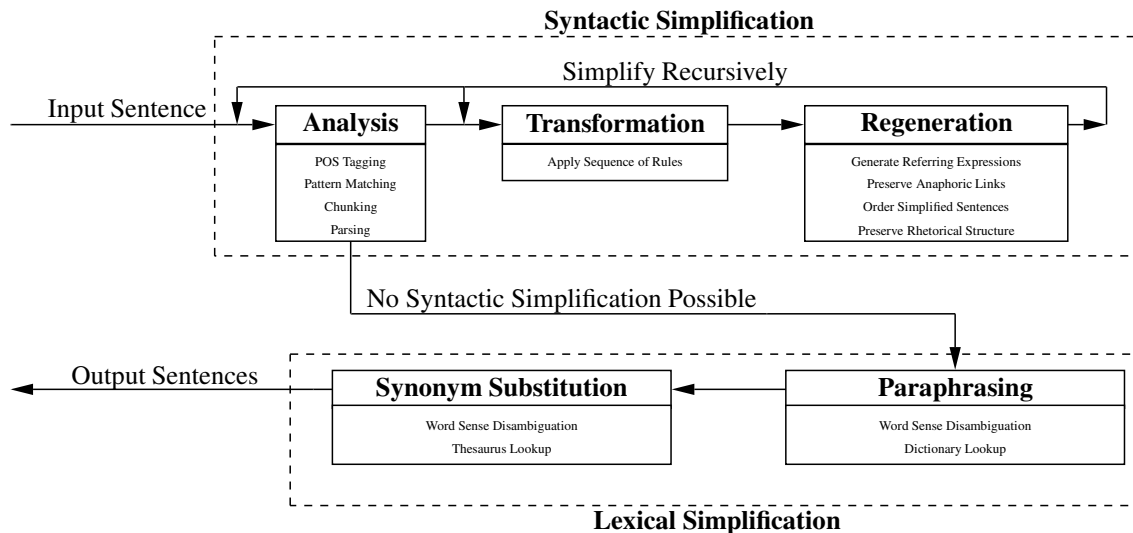 Syntactic Simplification
Simplify Recursively
Input Sentence
Analysis
POS Tagging
Pattern Matching
Chunking
Parsing
Transformation
Apply Sequence of Rules
Regeneration
Generate Referring Expressions
Preserve Anaphoric Links
Order Simplified Sentences
Preserve Rhetorical Structure
No Syntactic Simplification Possible
Output Sentences
Synonym Substitution
Word Sense Disambiguation
Thesaurus Lookup
Paraphrasing
Word Sense Disambiguation
Dictionary Lookup
Lexical Simplification